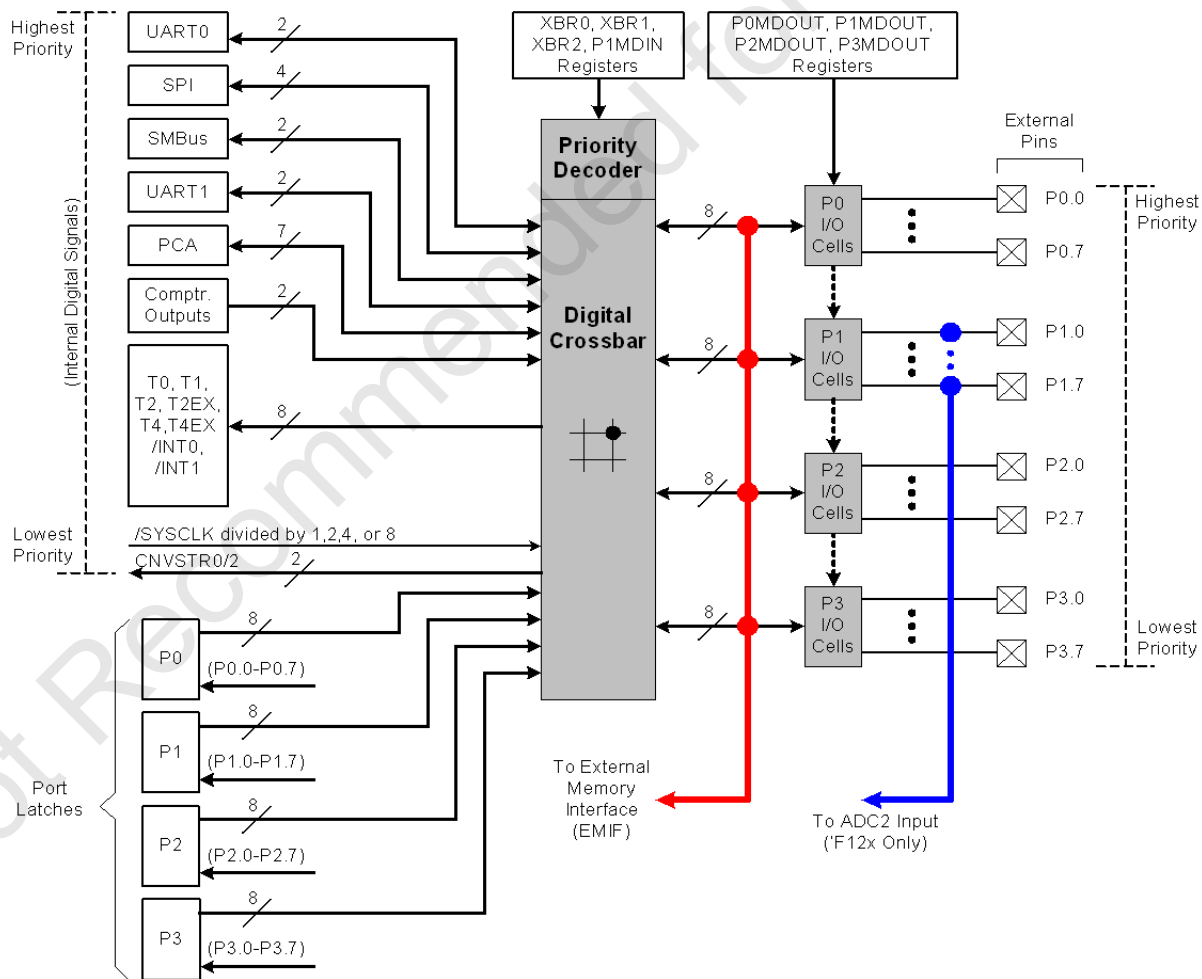 Highest
Priority
UART0
2
SPI
4
SMBus
2
UART1
2
PCA
7
Comptr.
Outputs
2
T0, T1,
T2, T2EX,
T4,T4EX
/INT0,
/INT1
8
(Internal Digital Signals)
Lowest
Priority
/SYSCLK divided by 1,2,4, or 8
CNVSTR0/2
2
XBR0, XBR1,
XBR2, P1MDIN
Registers
P0MDOUT, P1MDOUT,
P2MDOUT, P3MDOUT
Registers
Priority
Decoder
Digital
Crossbar
8
8
8
8
P0
I/O
Cells
P1
I/O
Cells
P2
I/O
Cells
P3
I/O
Cells
External
Pins
P0.0
P0.7
P1.0
P1.7
P2.0
P2.7
P3.0
P3.7
Highest
Priority
Lowest
Priority
Port
Latches
P0
8
(P0.0-P0.7)
P1
8
(P1.0-P1.7)
P2
8
(P2.0-P2.7)
P3
8
(P3.0-P3.7)
To External
Memory
Interface
(EMIF)
To ADC2 Input
('F12x Only)
Recommended for